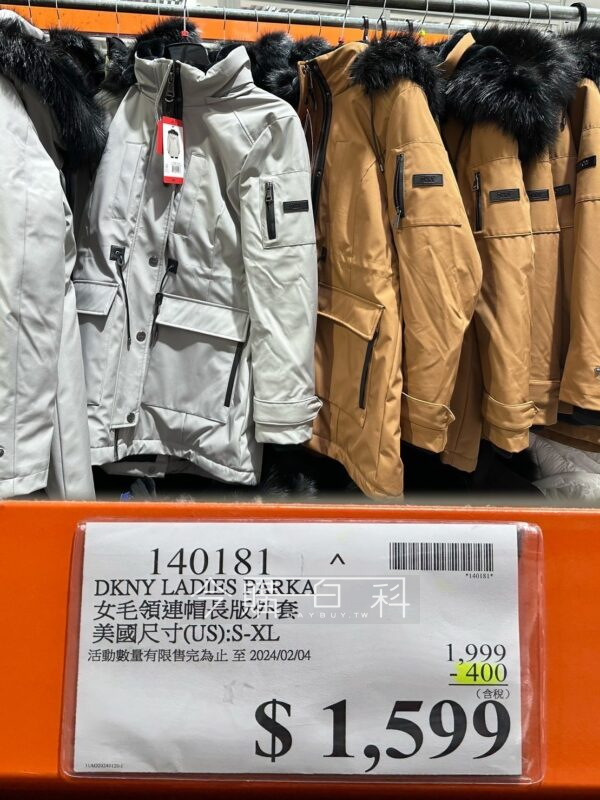 140181 ^
*140181*
DKNY LADIES PARKA
女毛領連帽長版外套
美國尺寸(US):S-XL
活動數量有限售完為止 至 2024/02/04
1,999
- 400
(含稅)
$ 1,599